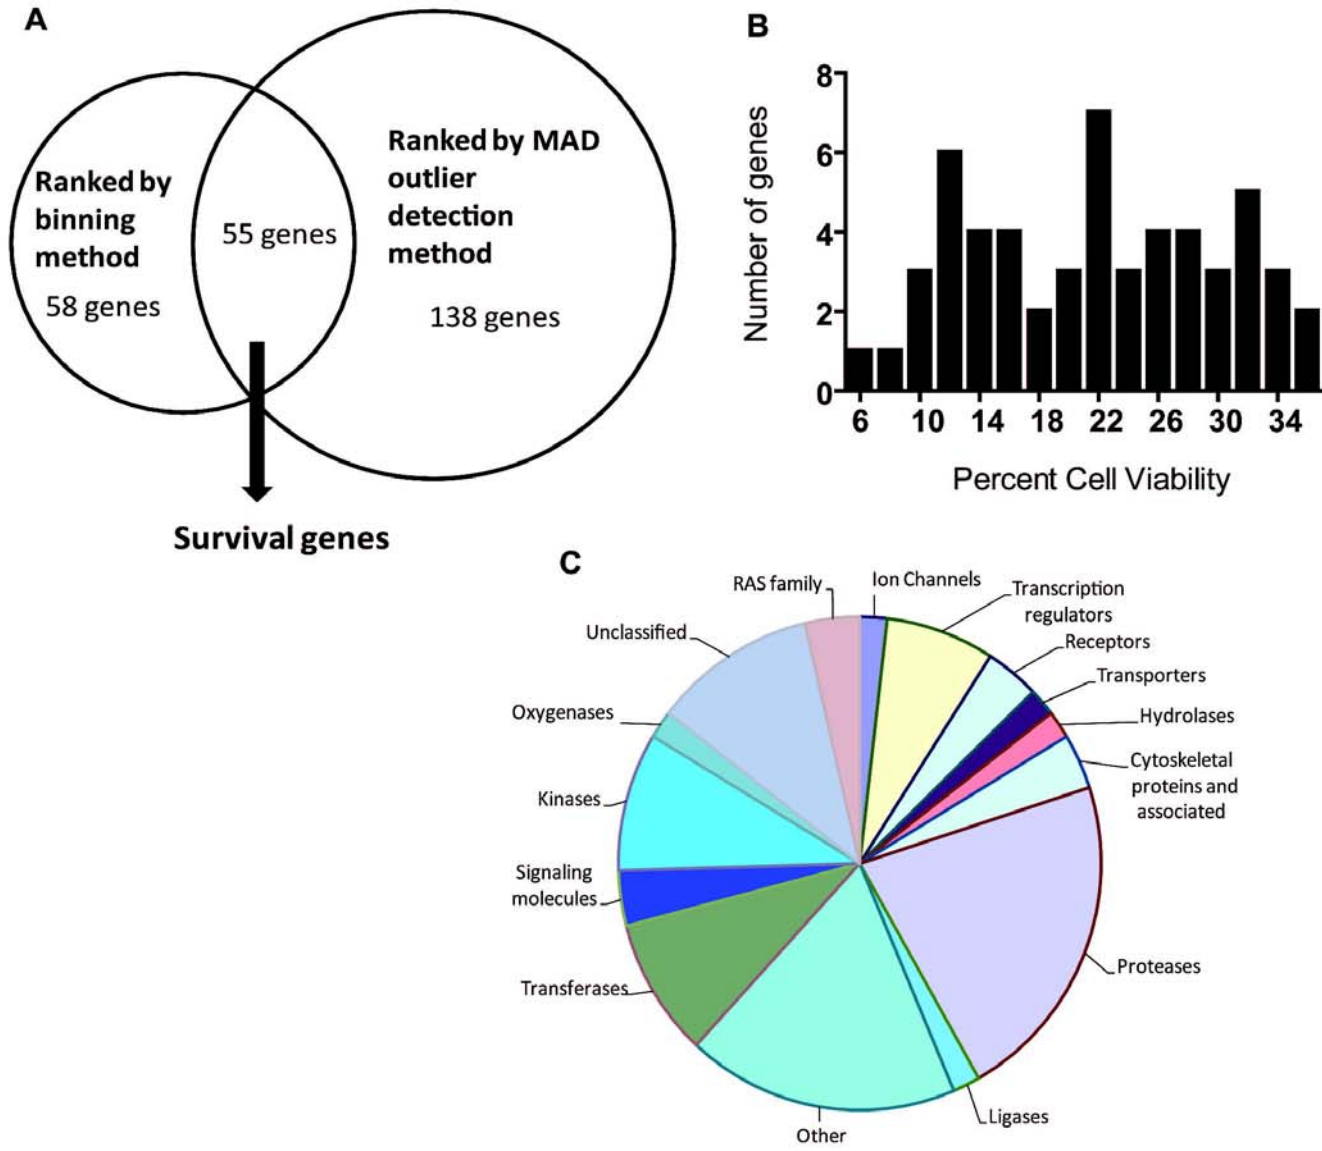 A
Ranked by
binning
method
58 genes
55 genes
Ranked by MAD
outlier
detection
method
138 genes
Survival genes
B
Number of genes
8
6
4
2
0
6 10 14 18 22 26 30 34
Percent Cell Viability
C
RAS family
Ion Channels
Transcription
regulators
Receptors
Transporters
Hydrolases
Cytoskeletal
proteins and
associated
Proteases
Ligases
Other
Transferases
Signaling
molecules
Kinases
Oxygenases
Unclassified